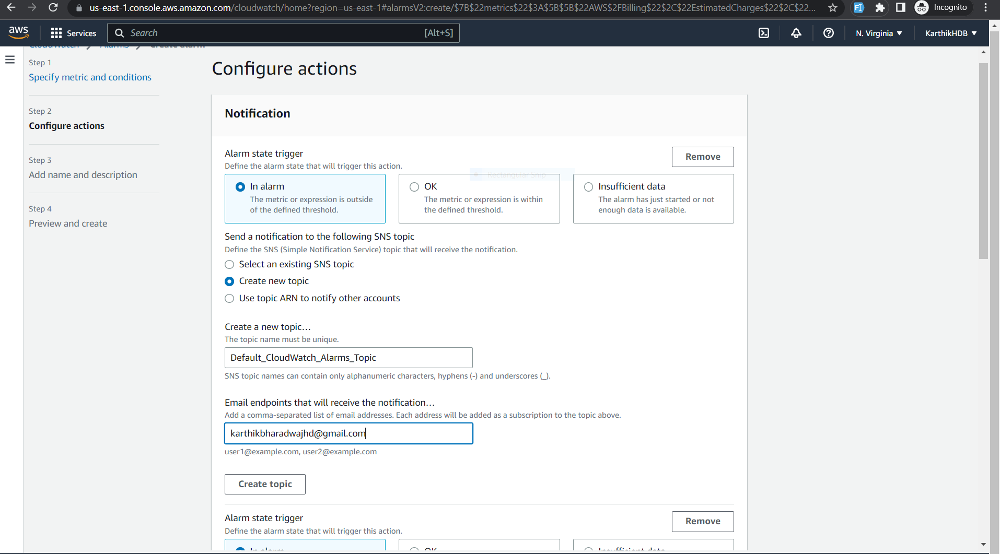 us-east-1.console.aws.amazon.com/cloudwatch/home?region=us-east-1#alarmsV2:create/$7B$22metrics$22$3A$5B$5B$22AWS$2FBilling$22$2C$22EstimatedCharges$22$2C$22...
Incognito
aws
Services
Search
[Alt+S]
N. Virginia
KarthikHDB
CloudWatch
Alarms
Create alarm
Step 1
Specify metric and conditions
Step 2
Configure actions
Step 3
Add name and description
Step 4
Preview and create
Configure actions
Notification
Alarm state trigger
Define the alarm state that will trigger this action.
Remove
Rectangular Snip
In alarm
The metric or expression is outside
of the defined threshold.
OK
The metric or expression is within
the defined threshold.
Insufficient data
The alarm has just started or not
enough data is available.
Send a notification to the following SNS topic
Define the SNS (Simple Notification Service) topic that will receive the notification.
Select an existing SNS topic
Create new topic
Use topic ARN to notify other accounts
Create a new topic…
The topic name must be unique.
Default_CloudWatch_Alarms_Topic
SNS topic names can contain only alphanumeric characters, hyphens (-) and underscores (_).
Email endpoints that will receive the notification…
Add a comma-separated list of email addresses. Each address will be added as a subscription to the topic above.
karthikbharadwajhd@gmail.com
user1@example.com, user2@example.com
Create topic
Alarm state trigger
Define the alarm state that will trigger this action.
Remove
In alarm
OK
Insufficient data